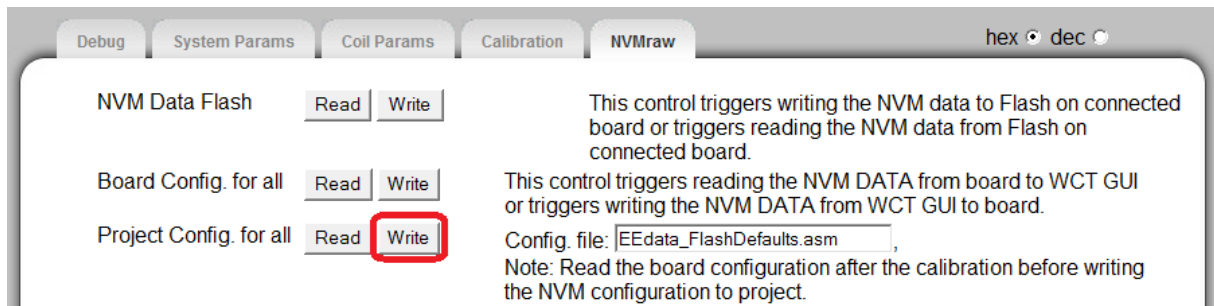 Debug System Params Coil Params Calibration NVMraw hex dec
NVM Data Flash Read Write This control triggers writing the NVM data to Flash on connected
board or triggers reading the NVM data from Flash on
connected board.
Board Config. for all Read Write This control triggers reading the NVM DATA from board to WCT GUI
or triggers writing the NVM DATA from WCT GUI to board.
Project Config. for all Read Write Config. file: EEdata_FlashDefaults.asm ,
Note: Read the board configuration after the calibration before writing
the NVM configuration to project.